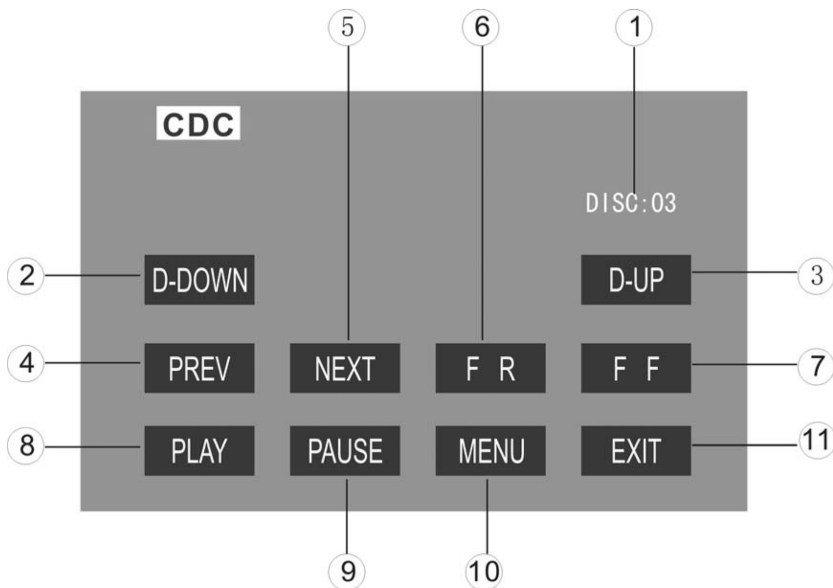 ⑤ ⑥ ①
CDC
DISC:03
② D-DOWN D-UP ③
④ PREV NEXT F R F F ⑦
⑧ PLAY PAUSE MENU EXIT ⑪
⑨ ⑩